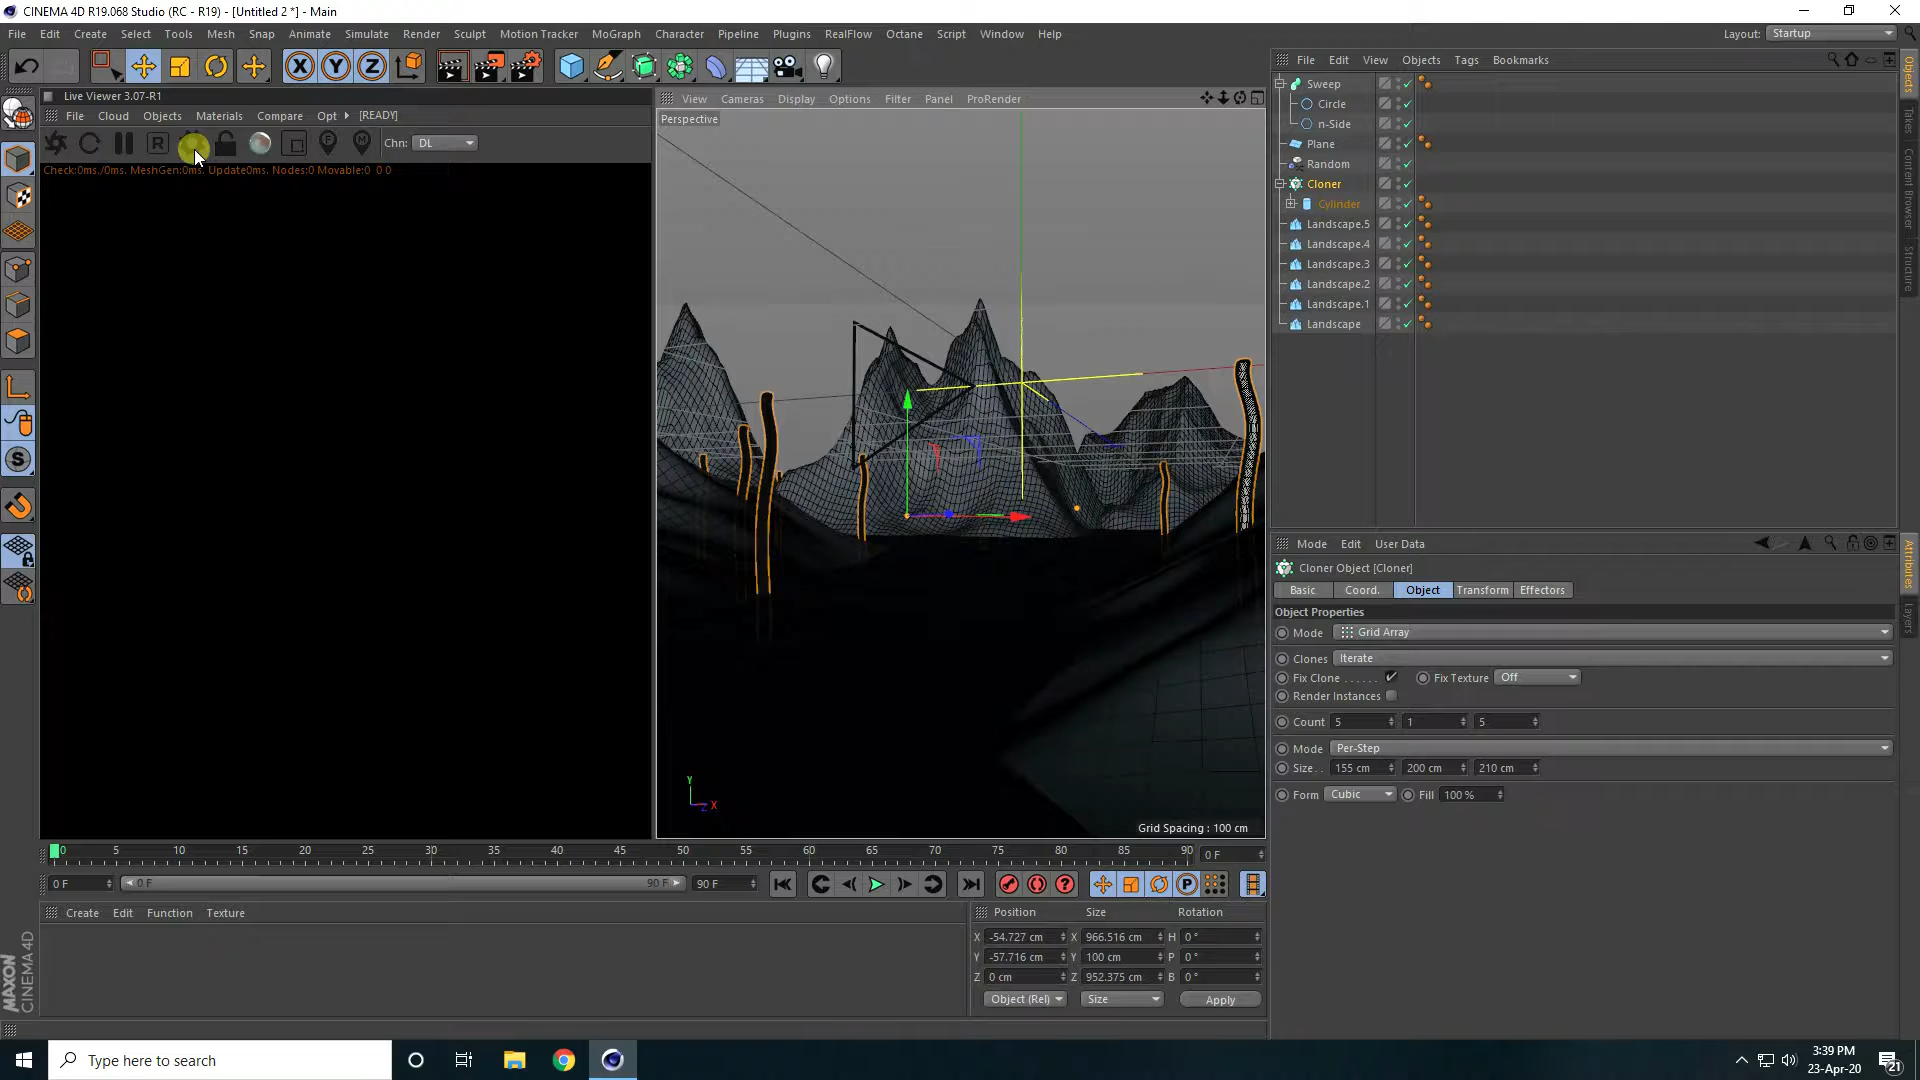 CINEMA 4D R19.068 Studio (RC - R19) - [Untitled 2 *] - Main
File Edit Create Select Tools Mesh Snap Animate Simulate Render Sculpt Motion Tracker MoGraph Character Pipeline Plugins RealFlow Octane Script Window Help
Layout: Startup
Live Viewer 3.07-R1
File Cloud Objects Materials Compare Opt [READY]
Chn: DL
Check:0ms./0ms. MeshGen:0ms. Update0ms. Nodes:0 Movable:0 0 0
View Cameras Display Options Filter Panel ProRender
Perspective
Y
X
Z
Grid Spacing : 100 cm
File Edit View Objects Tags Bookmarks
Sweep
Circle
n-Side
Plane
Random
Cloner
Cylinder
Landscape.5
Landscape.4
Landscape.3
Landscape.2
Landscape.1
Landscape
Objects
Takes
Content Browser
Structure
Mode Edit User Data
Cloner Object [Cloner]
Basic Coord. Object Transform Effectors
Object Properties
Mode Grid Array
Clones Iterate
Fix Clone . . . . . . Fix Texture Off
Render Instances
Count 5 1 5
Mode Per-Step
Size. . 155 cm 200 cm 210 cm
Form Cubic Fill 100 %
Attributes
Layers
0 5 10 15 20 25 30 35 40 45 50 55 60 65 70 75 80 85 90 0 F
0 F 0 F 90 F 90 F
Create Edit Function Texture
Position Size Rotation
X -54.727 cm X 966.516 cm H 0 °
Y -57.716 cm Y 100 cm P 0 °
Z 0 cm Z 952.375 cm B 0 °
Object (Rel) Size Apply
MAXON
CINEMA 4D
Type here to search
3:39 PM
23-Apr-20
21